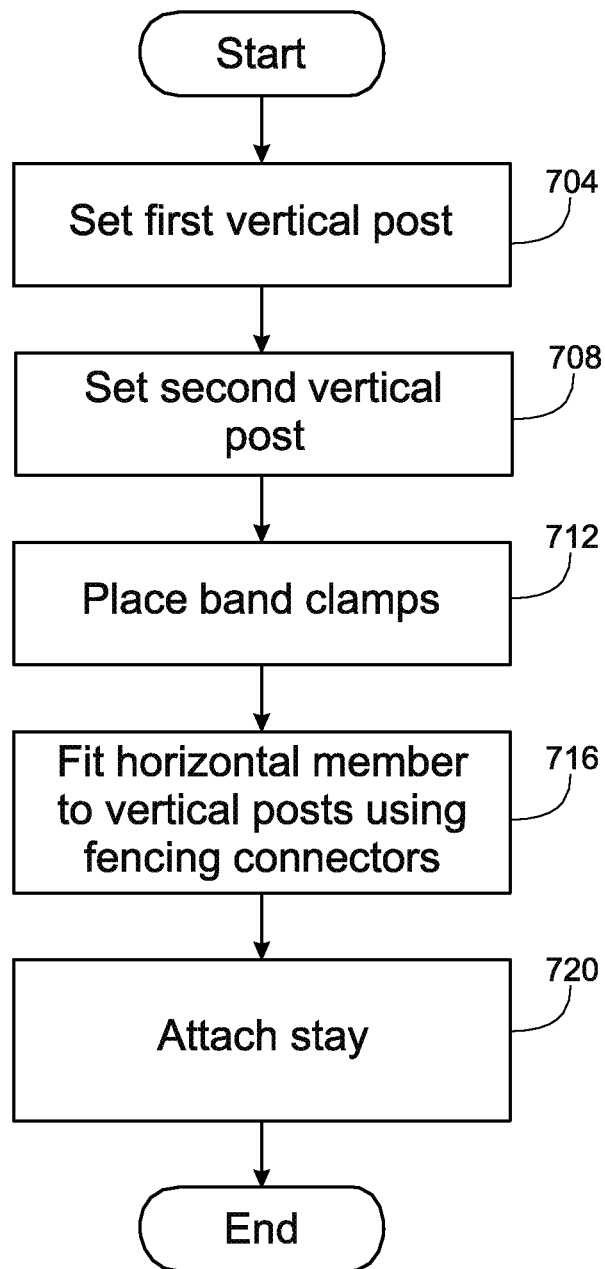 Start
704
Set first vertical post
708
Set second vertical
post
712
Place band clamps
716
Fit horizontal member
to vertical posts using
fencing connectors
720
Attach stay
End